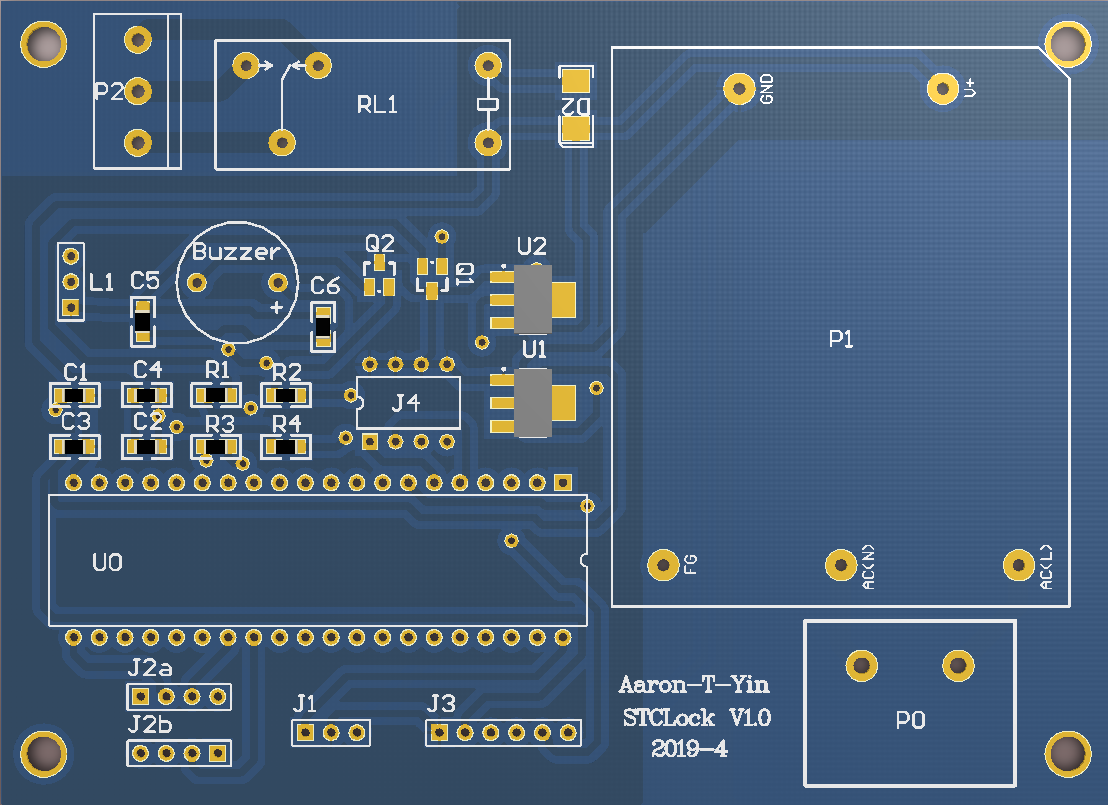 P2
RL1
D2
GND
V+
Buzzer
+
Q2
Q1
U2
L1
C5
C6
U1
P1
C1
C4
R1
R2
J4
C3
C2
R3
R4
U0
FG
AC(N)
AC(L)
J2a
J2b
J1
J3
Aaron-T-Yin
STCLock V1.0
2019-4
P0